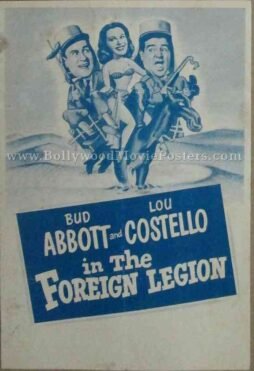 www.BollywoodMoviePosters.com
BUD LOU
ABBOTT and COSTELLO
in THE
FOREIGN LEGION